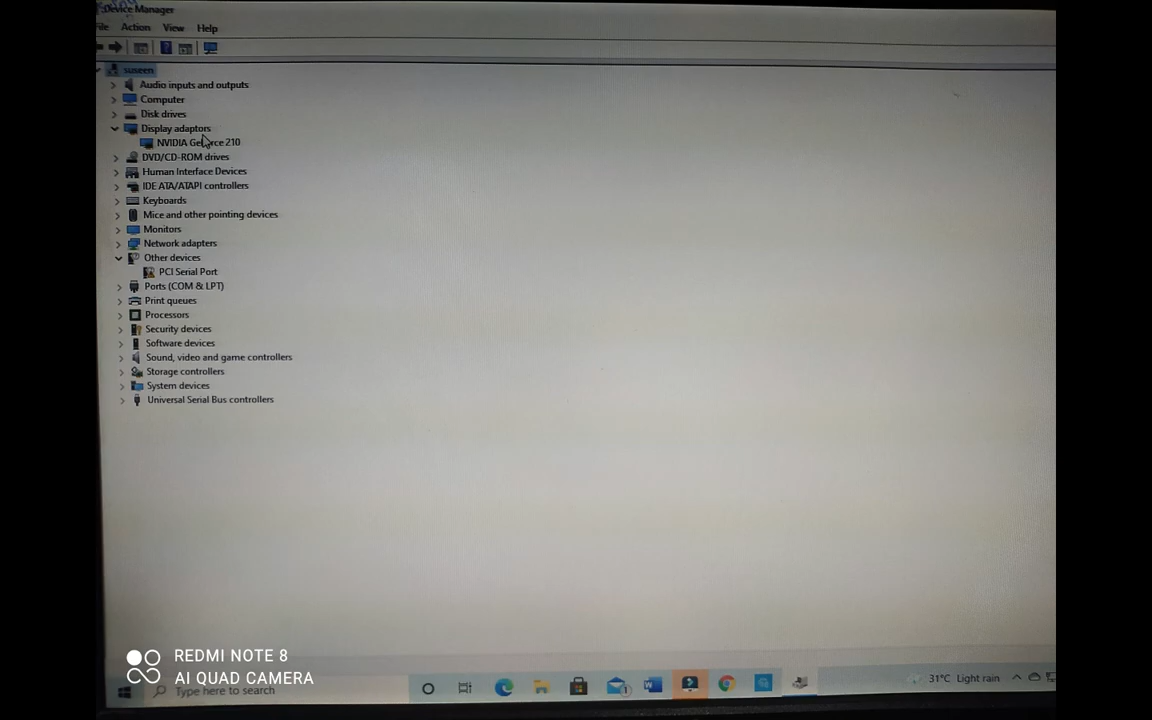 Device Manager
File Action View Help
suseen
Audio inputs and outputs
Computer
Disk drives
Display adaptors
NVIDIA GeForce 210
DVD/CD-ROM drives
Human Interface Devices
IDE ATA/ATAPI controllers
Keyboards
Mice and other pointing devices
Monitors
Network adapters
Other devices
PCI Serial Port
Ports (COM & LPT)
Print queues
Processors
Security devices
Software devices
Sound, video and game controllers
Storage controllers
System devices
Universal Serial Bus controllers
REDMI NOTE 8
AI QUAD CAMERA
Type here to search
1
31°C Light rain